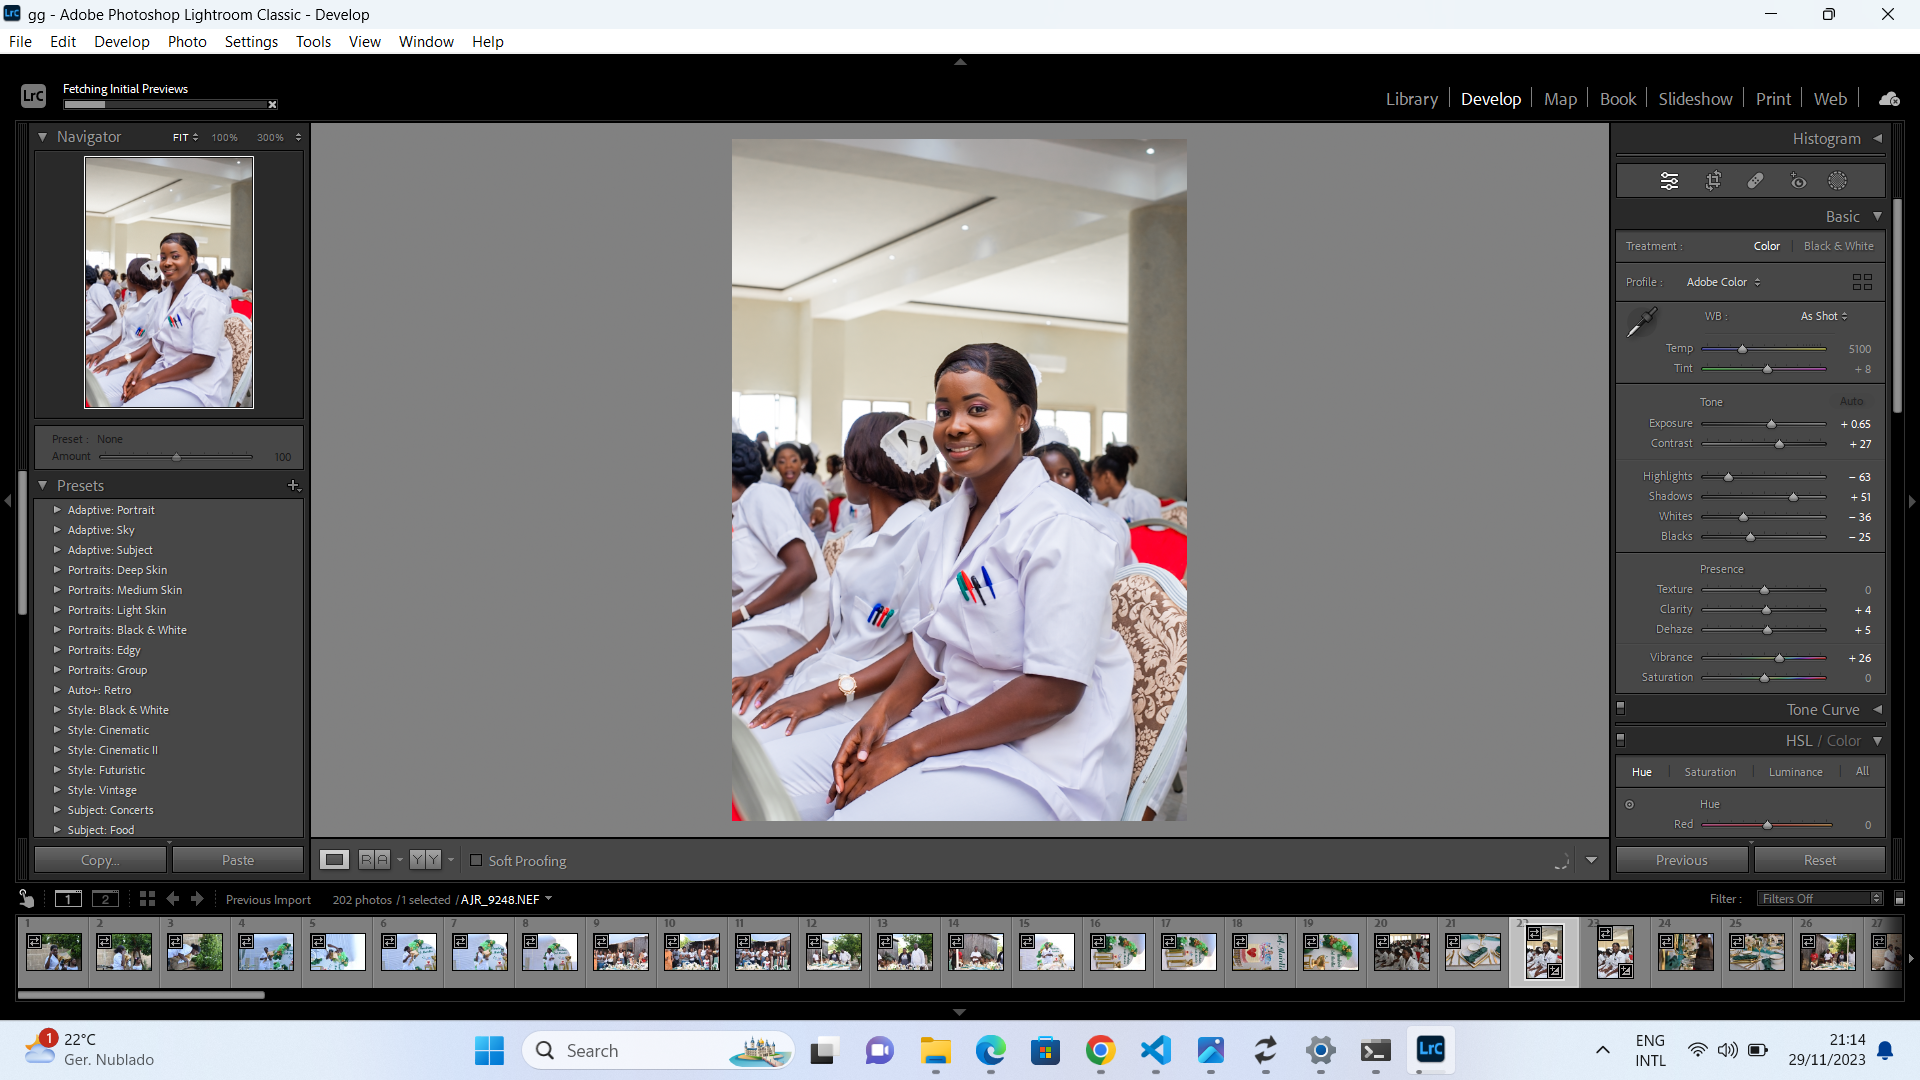 LrC gg - Adobe Photoshop Lightroom Classic - Develop
File Edit Develop Photo Settings Tools View Window Help
LrC Fetching Initial Previews
Library Develop Map Book Slideshow Print Web
Navigator FIT 100% 300%
Preset : None
Amount 100
Presets
Adaptive: Portrait
Adaptive: Sky
Adaptive: Subject
Portraits: Deep Skin
Portraits: Medium Skin
Portraits: Light Skin
Portraits: Black & White
Portraits: Edgy
Portraits: Group
Auto+: Retro
Style: Black & White
Style: Cinematic
Style: Cinematic II
Style: Futuristic
Style: Vintage
Subject: Concerts
Subject: Food
Copy... Paste
R A Y Y Soft Proofing
Histogram
Basic
Treatment : Color Black & White
Profile : Adobe Color
WB : As Shot
Temp 5100
Tint + 8
Tone Auto
Exposure + 0.65
Contrast + 27
Highlights - 63
Shadows + 51
Whites - 36
Blacks - 25
Presence
Texture 0
Clarity + 4
Dehaze + 5
Vibrance + 26
Saturation 0
Tone Curve
HSL / Color
Hue Saturation Luminance All
Hue
Red 0
Previous Reset
1 2 Previous Import 202 photos / 1 selected / AJR_9248.NEF Filter : Filters Off
1 2 3 4 5 6 7 8 9 10 11 12 13 14 15 16 17 18 19 20 21 22 23 24 25 26 27
1 22°C
Ger. Nublado
Search
LrC
ENG
INTL
21:14
29/11/2023